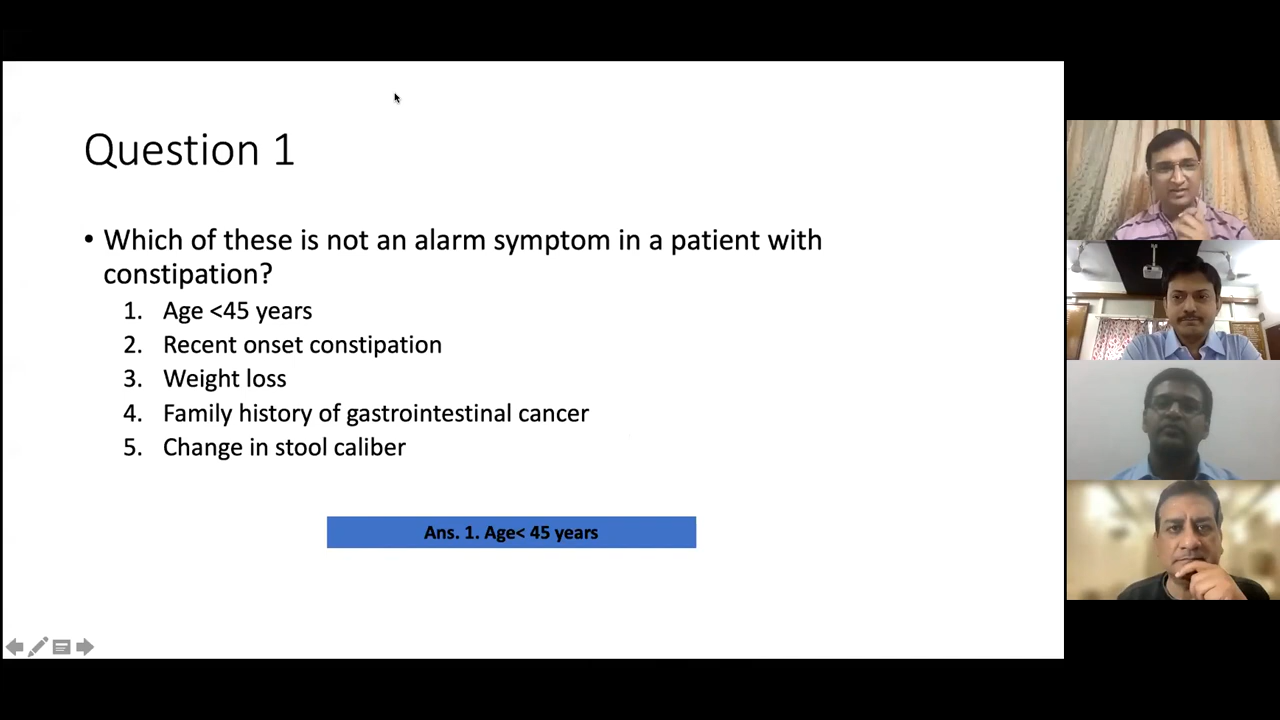 Question 1
• Which of these is not an alarm symptom in a patient with
constipation?
1. Age <45 years
2. Recent onset constipation
3. Weight loss
4. Family history of gastrointestinal cancer
5. Change in stool caliber
Ans. 1. Age< 45 years